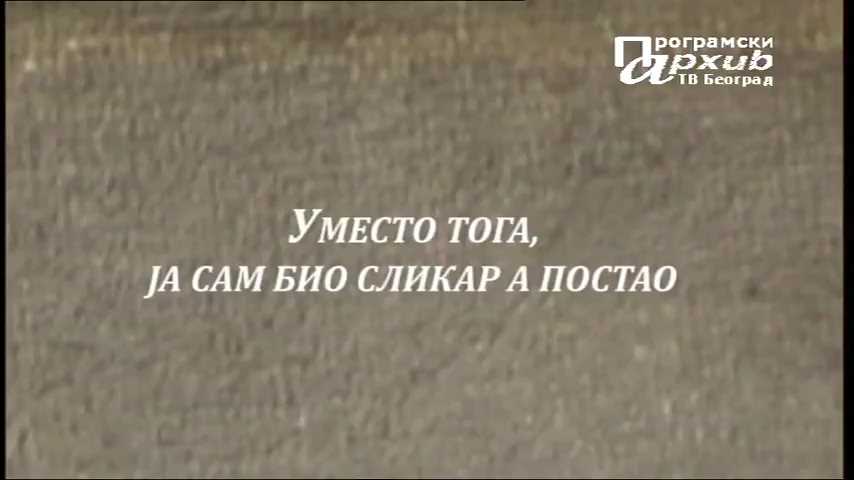 Програмски
архив
ТВ Београд
Уместо тога,
ја сам био сликар а постао